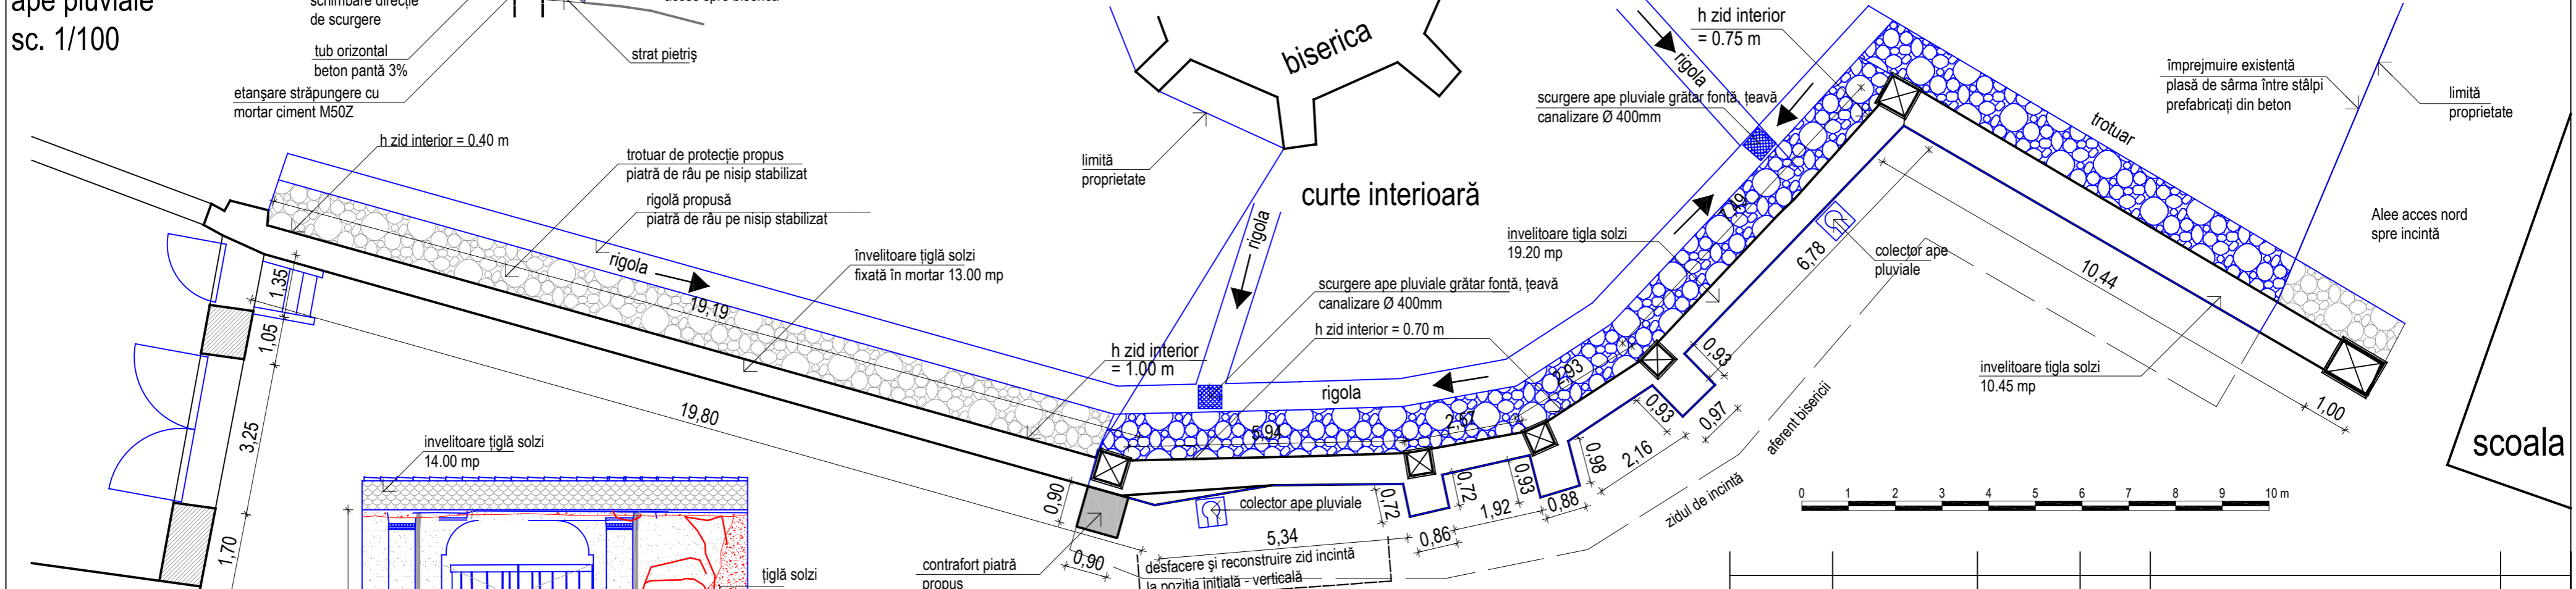 ape pluviale
sc. 1/100
schimbare direcție
de scurgere
tub orizontal
beton pantă 3%
etanşare străpungere cu
mortar ciment M50Z
acces spre biserica
strat pietriş
h zid interior = 0.40 m
trotuar de protecție propus
piatră de râu pe nisip stabilizat
rigolă propusă
piatră de râu pe nisip stabilizat
învelitoare țiglă solzi
fixată în mortar 13.00 mp
rigola
19,19
19,80
1,35
1,05
3,25
1,70
invelitoare țiglă solzi
14.00 mp
țiglă solzi
h zid interior
= 1.00 m
0,90
0,90
contrafort piatră
propus
limită
proprietate
biserica
curte interioară
rigola
scurgere ape pluviale grătar fontă, țeavă
canalizare Ø 400mm
h zid interior = 0.70 m
rigola
5,94
2,57
2,93
7,49
colector ape pluviale
5,34
0,72
0,86
0,72
1,92
0,93
0,88
0,98
2,16
0,93
0,97
0,93
desfacere şi reconstruire zid incintă
la poziția initială - verticală
zidul de incintă
aferent bisericii
h zid interior
= 0.75 m
rigola
scurgere ape pluviale grătar fontă, țeavă
canalizare Ø 400mm
invelitoare tigla solzi
19.20 mp
6,78
colector ape
pluviale
10,44
trotuar
invelitoare tigla solzi
10.45 mp
1,00
împrejmuire existentă
plasă de sârma între stâlpi
prefabricați din beton
limită
proprietate
Alee acces nord
spre incintă
scoala
0 1 2 3 4 5 6 7 8 9 10 m